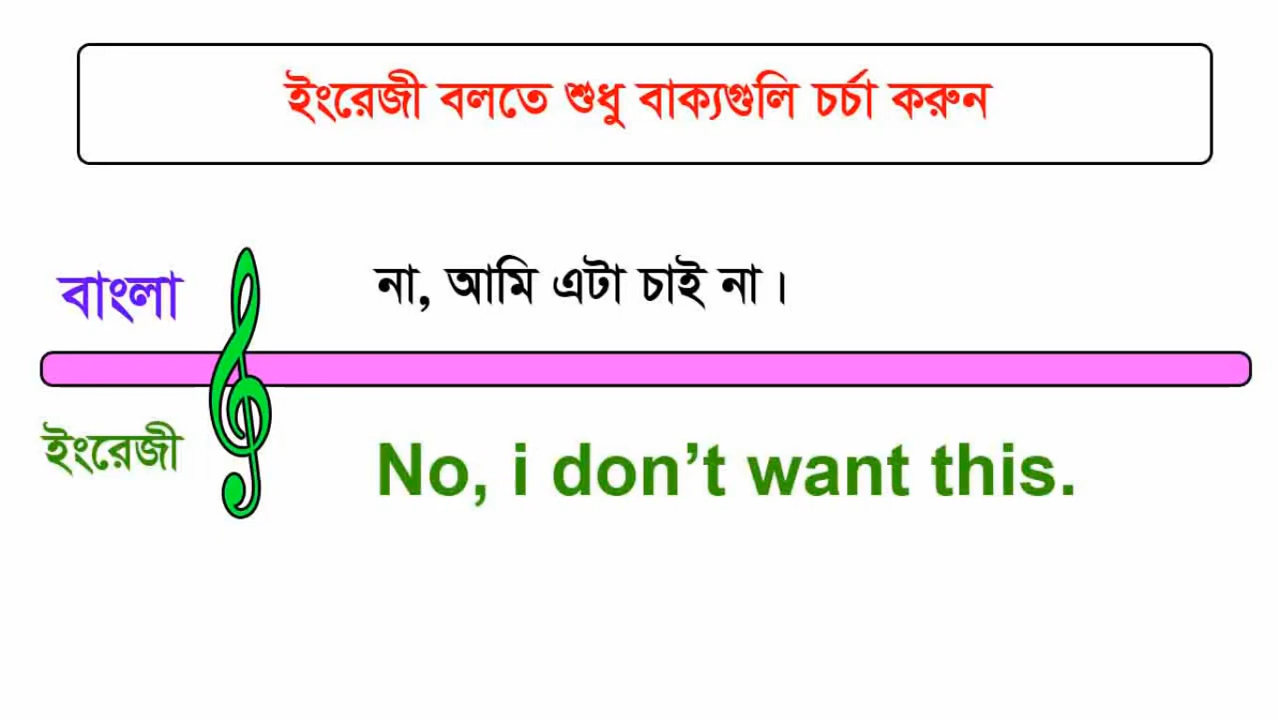 ইংরেজী বলতে শুধু বাক্যগুলি চর্চা করুন
বাংলা
না, আমি এটা চাই না।
ইংরেজী
No, i don’t want this.